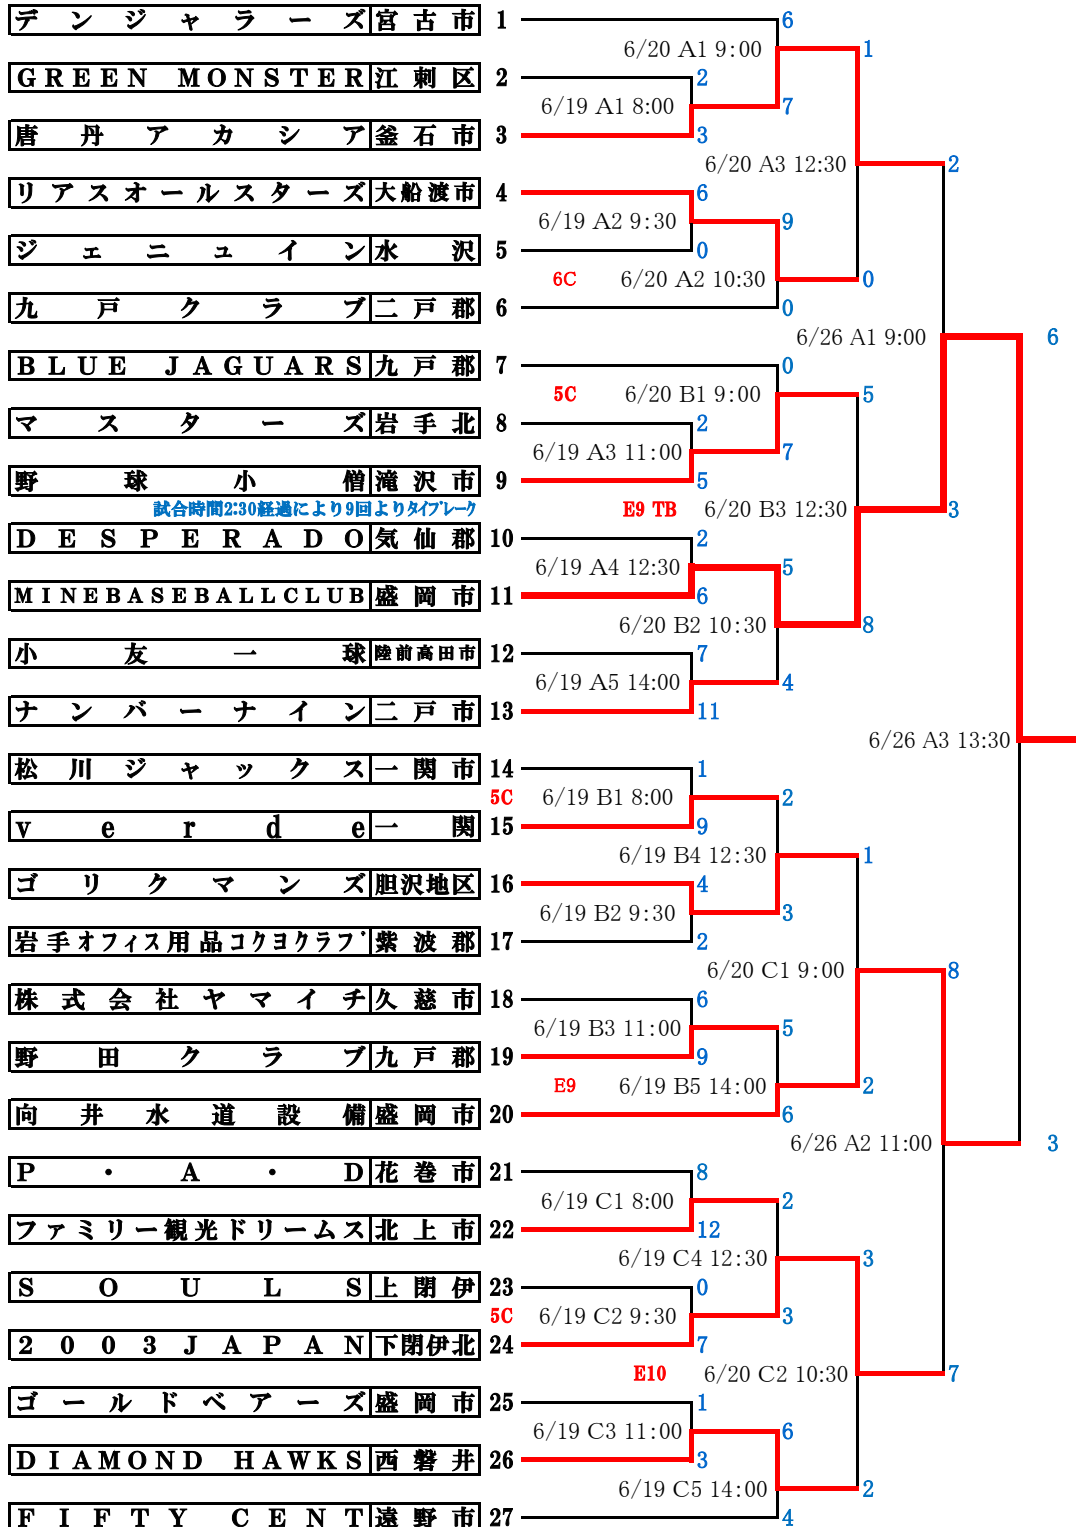 デンジャラーズ 宮古市 1 6
6/20 A1 9:00 1
GREEN MONSTER 江刺区 2 2
6/19 A1 8:00 7
唐丹アカシア 釜石市 3 3
6/20 A3 12:30 2
リアスオールスターズ 大船渡市 4 6
6/19 A2 9:30 9
ジェニュイン 水沢 5 0
6C 6/20 A2 10:30 0
九戸クラブ 二戸郡 6 0
6/26 A1 9:00 6
BLUE JAGUARS 九戸郡 7 0
5C 6/20 B1 9:00 5
マスターズ 岩手北 8 2
6/19 A3 11:00 7
野球小僧 滝沢市 9 5
試合時間2:30経過により9回よりタイブレーク E9 TB 6/20 B3 12:30 3
DESPERADO 気仙郡 10 2
6/19 A4 12:30 5
MINEBASEBALLCLUB 盛岡市 11 6
6/20 B2 10:30 8
小友一球 陸前高田市 12 7
6/19 A5 14:00 4
ナンバーナイン 二戸市 13 11
6/26 A3 13:30
松川ジャックス 一関市 14 1
5C 6/19 B1 8:00 2
verde 一関 15 9
6/19 B4 12:30 1
ゴリクマンズ 胆沢地区 16 4
6/19 B2 9:30 3
岩手オフィス用品コクヨクラブ 紫波郡 17 2
6/20 C1 9:00 8
株式会社ヤマイチ 久慈市 18 6
6/19 B3 11:00 5
野田クラブ 九戸郡 19 9
E9 6/19 B5 14:00 2
向井水道設備 盛岡市 20 6
6/26 A2 11:00 3
P・A・D 花巻市 21 8
6/19 C1 8:00 2
ファミリー観光ドリームス 北上市 22 12
6/19 C4 12:30 3
SOULS 上閉伊 23 0
5C 6/19 C2 9:30 3
2003JAPAN 下閉伊北 24 7
E10 6/20 C2 10:30 7
ゴールドベアーズ 盛岡市 25 1
6/19 C3 11:00 6
DIAMOND HAWKS 西磐井 26 3
6/19 C5 14:00 2
FIFTY CENT 遠野市 27 4